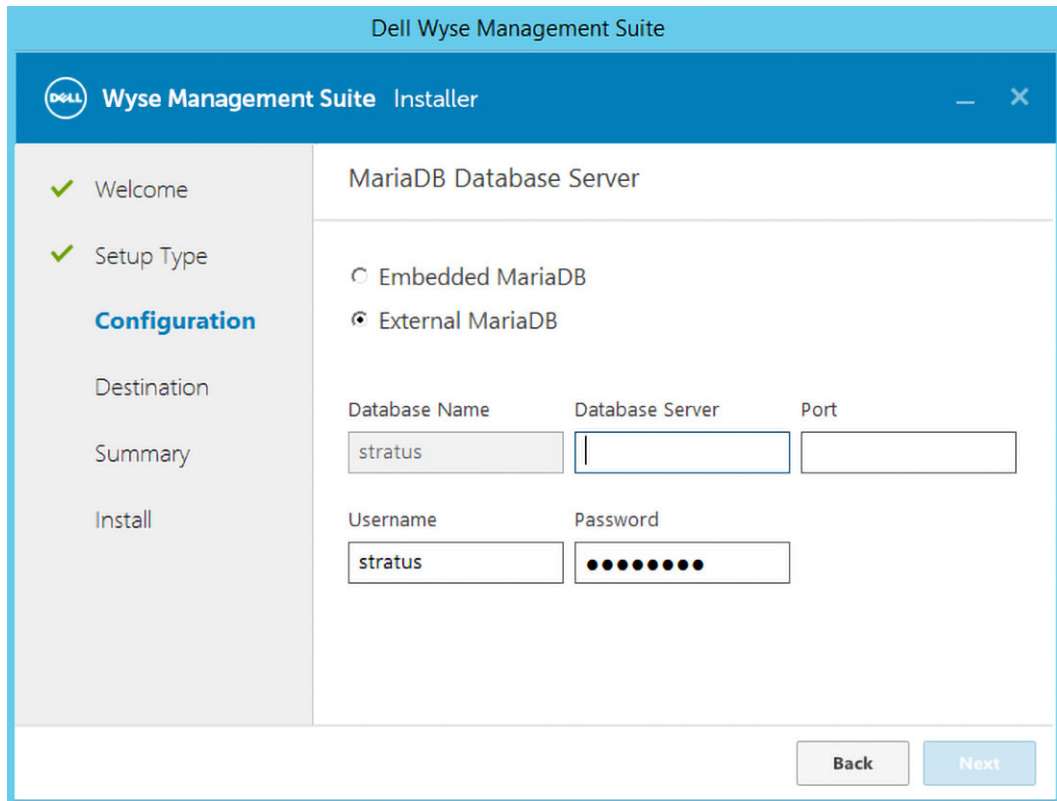 Dell Wyse Management Suite
DELL Wyse Management Suite Installer
Welcome
Setup Type
Configuration
Destination
Summary
Install
MariaDB Database Server
Embedded MariaDB
External MariaDB
Database Name Database Server Port
stratus
Username Password
stratus ●●●●●●●●
Back Next